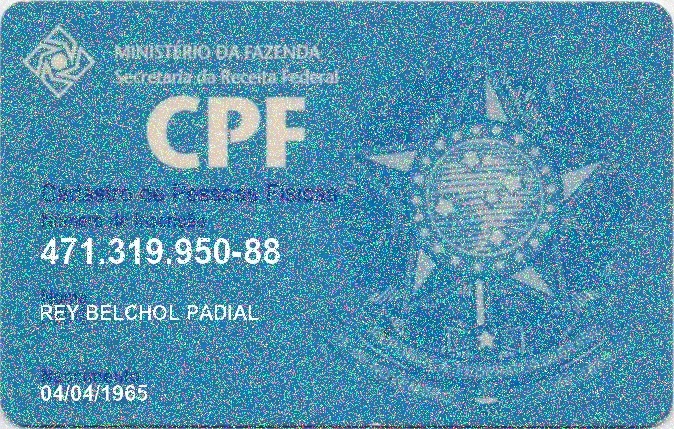 MINISTÉRIO DA FAZENDA
Secretaria da Receita Federal
CPF
Cadastro de Pessoas Físicas
Número de Inscrição
471.319.950-88
Nome
REY BELCHOL PADIAL
Nascimento
04/04/1965